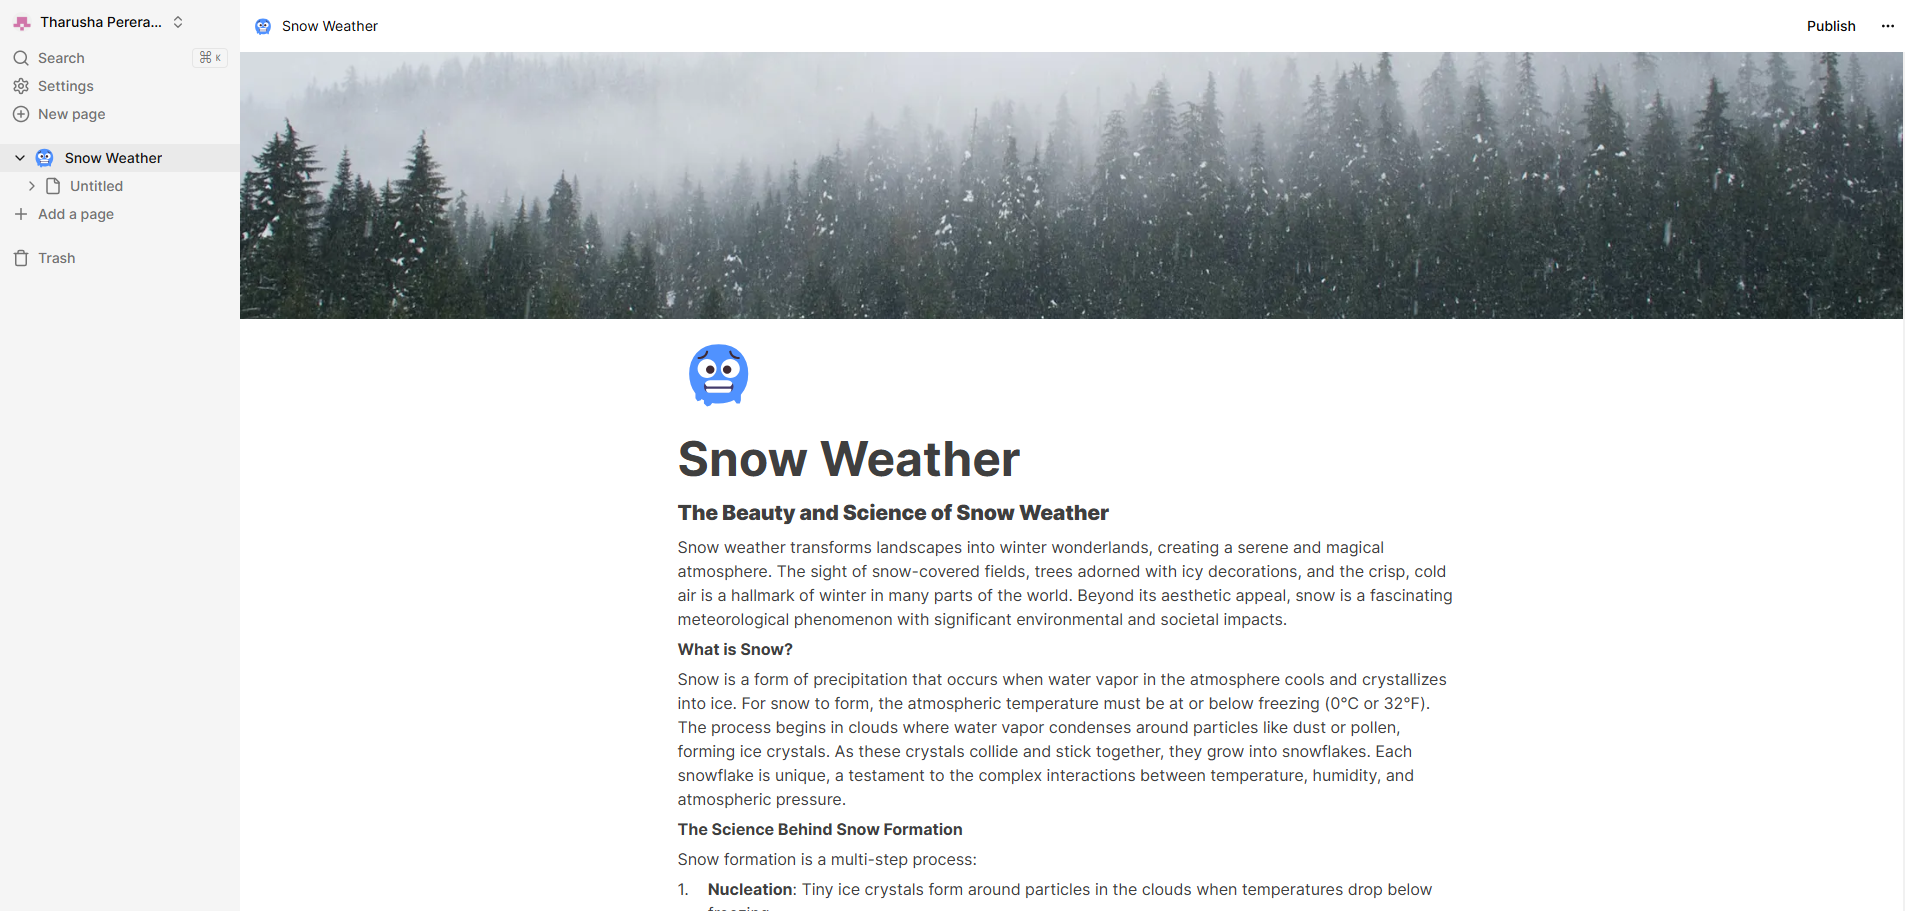 Tharusha Perera...
Search ⌘ K
Settings
New page
Snow Weather
Untitled
Add a page
Trash
Snow Weather
Publish
Snow Weather
The Beauty and Science of Snow Weather
Snow weather transforms landscapes into winter wonderlands, creating a serene and magical
atmosphere. The sight of snow-covered fields, trees adorned with icy decorations, and the crisp, cold
air is a hallmark of winter in many parts of the world. Beyond its aesthetic appeal, snow is a fascinating
meteorological phenomenon with significant environmental and societal impacts.
What is Snow?
Snow is a form of precipitation that occurs when water vapor in the atmosphere cools and crystallizes
into ice. For snow to form, the atmospheric temperature must be at or below freezing (0°C or 32°F).
The process begins in clouds where water vapor condenses around particles like dust or pollen,
forming ice crystals. As these crystals collide and stick together, they grow into snowflakes. Each
snowflake is unique, a testament to the complex interactions between temperature, humidity, and
atmospheric pressure.
The Science Behind Snow Formation
Snow formation is a multi-step process:
1. Nucleation: Tiny ice crystals form around particles in the clouds when temperatures drop below